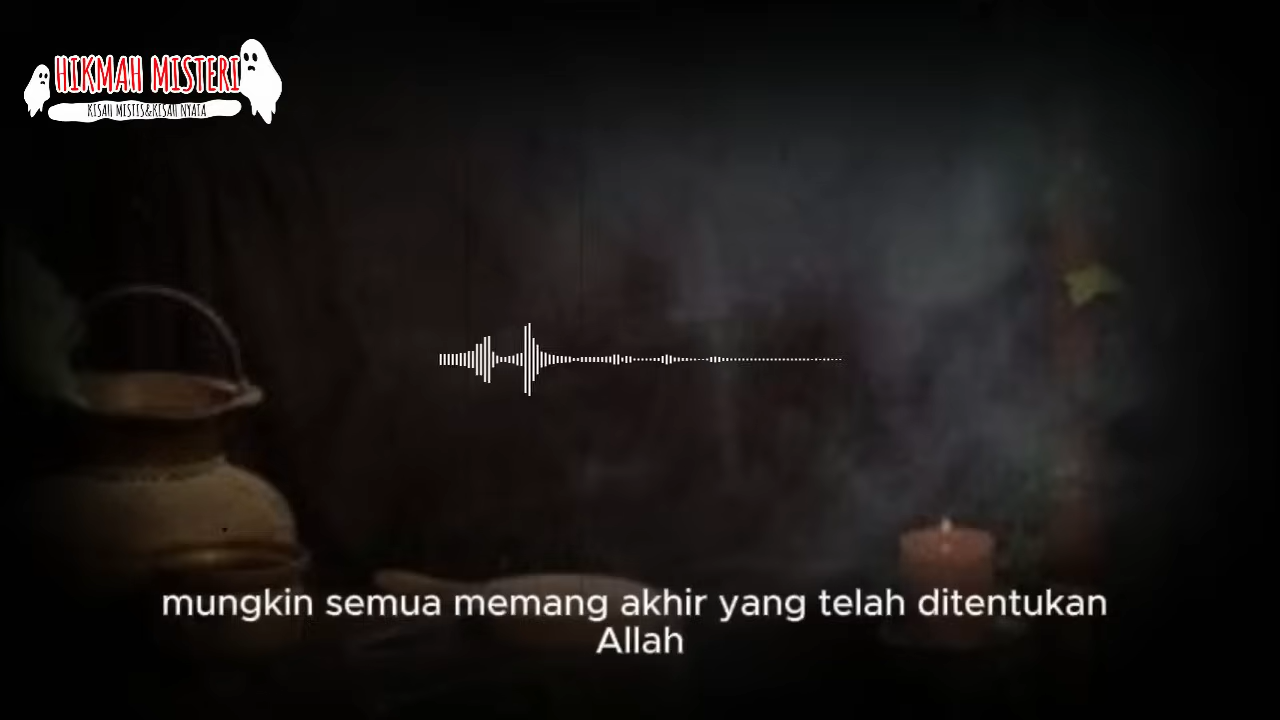 HIKMAH MISTERI
KISAH MISTIS&KISAH NYATA
mungkin semua memang akhir yang telah ditentukan
Allah